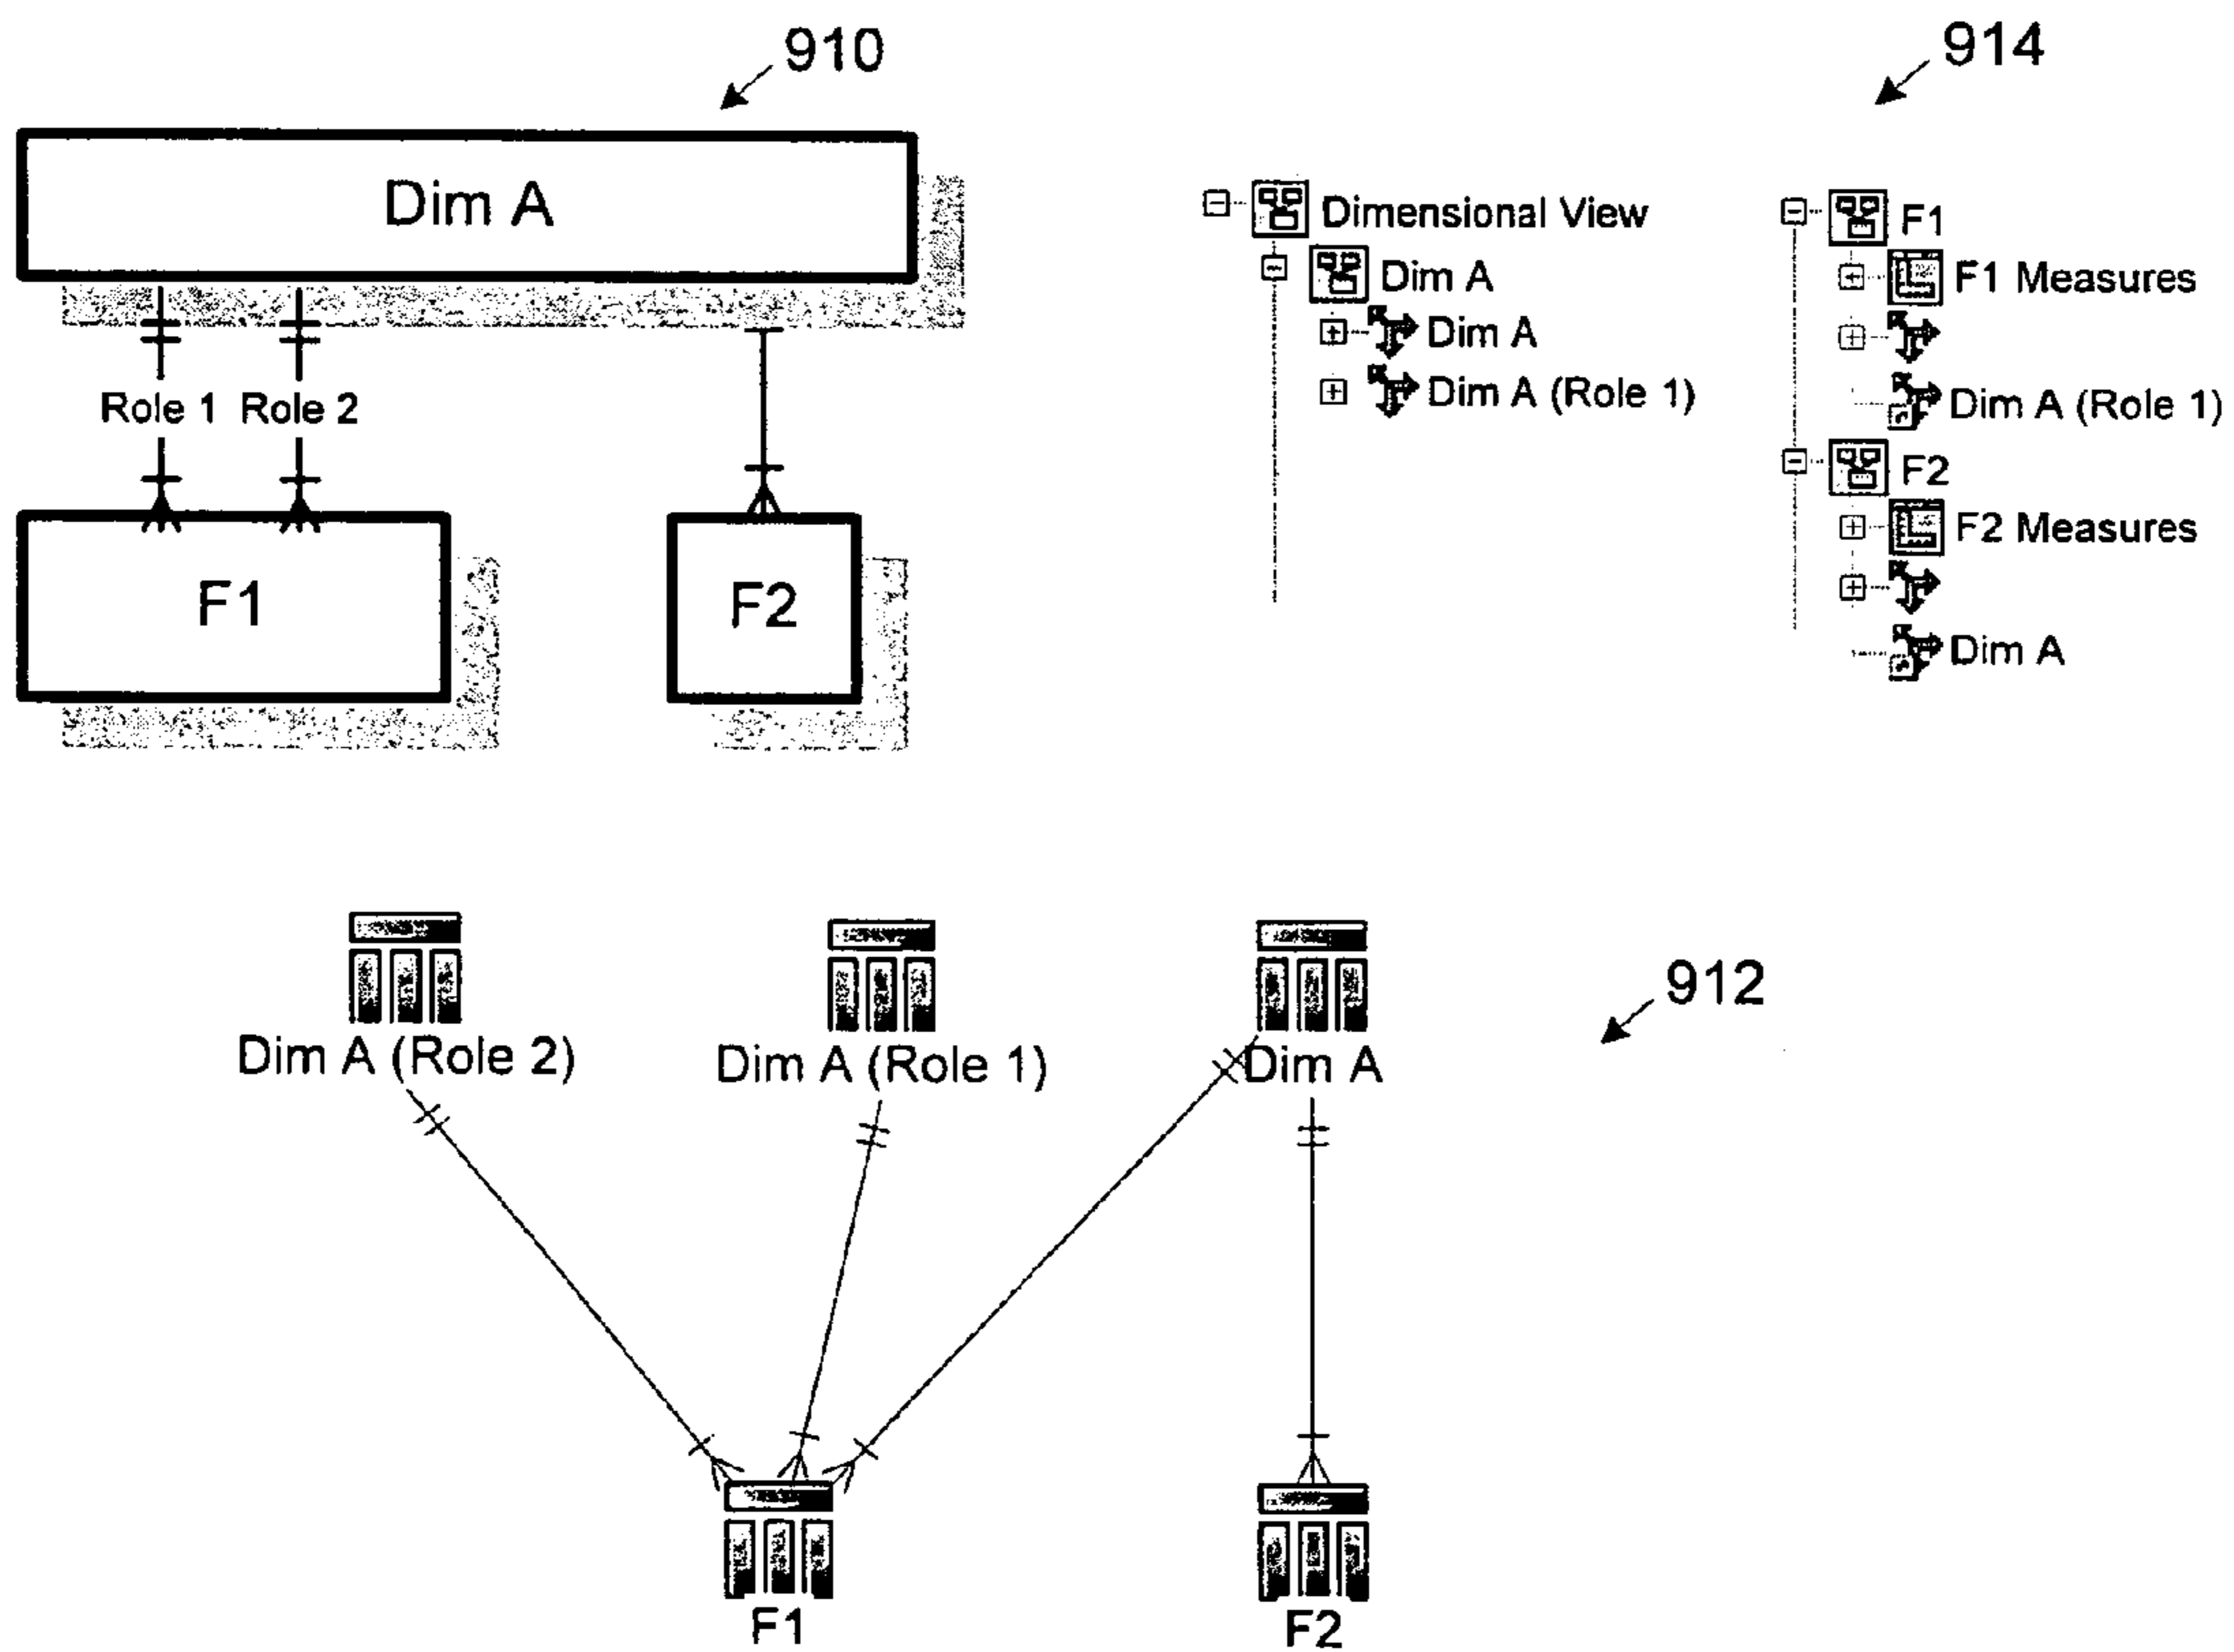 910
914
Dim A
Role 1 Role 2
F1
F2
Dimensional View
Dim A
Dim A
Dim A (Role 1)
F1
F1 Measures
Dim A (Role 1)
F2
F2 Measures
Dim A
912
Dim A (Role 2)
Dim A (Role 1)
Dim A
F1
F2